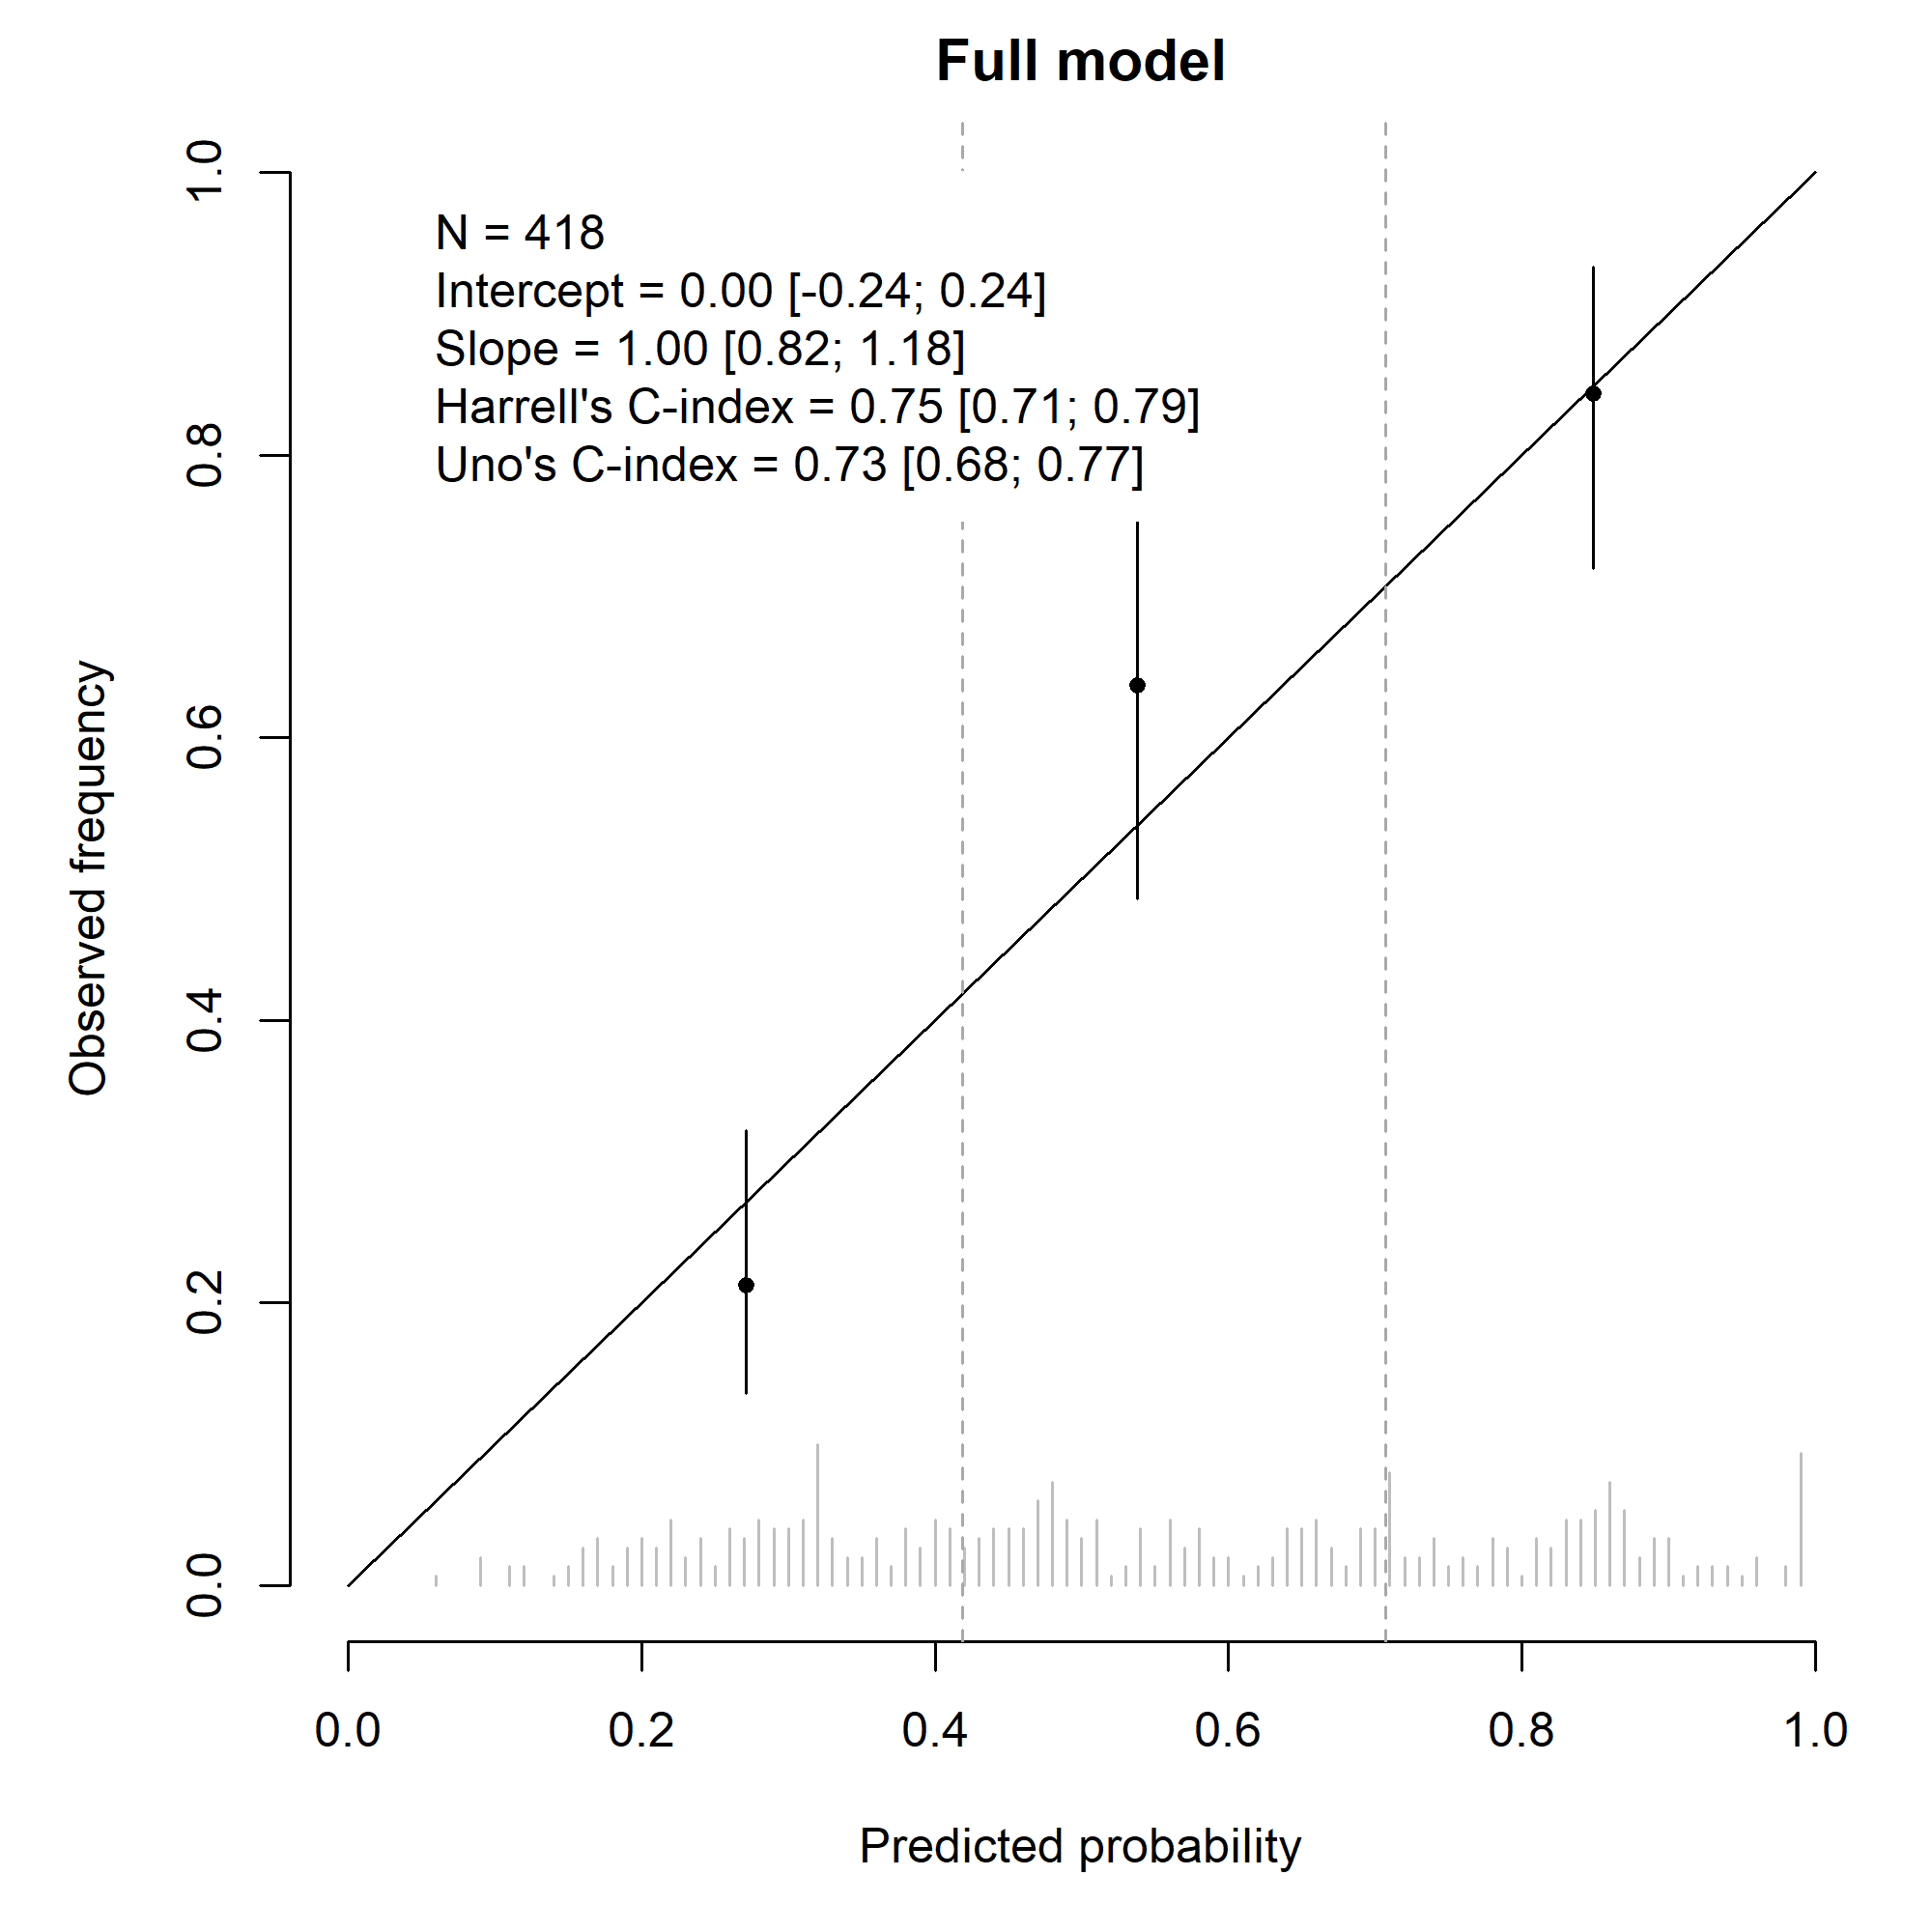 Full model
N = 418
Intercept = 0.00 [-0.24; 0.24]
Slope = 1.00 [0.82; 1.18]
Harrell's C-index = 0.75 [0.71; 0.79]
Uno's C-index = 0.73 [0.68; 0.77]
Observed frequency
1.0
0.8
0.6
0.4
0.2
0.0
0.0 0.2 0.4 0.6 0.8 1.0
Predicted probability